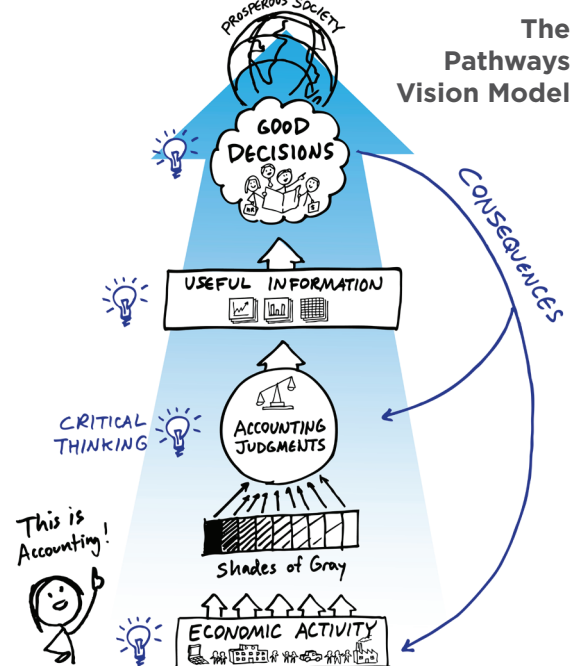 The
Pathways
Vision Model
PROSPEROUS SOCIETY
GOOD
DECISIONS
HR
$
CONSEQUENCES
USEFUL INFORMATION
CRITICAL
THINKING
ACCOUNTING
JUDGMENTS
This is
Accounting!
Shades of Gray
ECONOMIC ACTIVITY